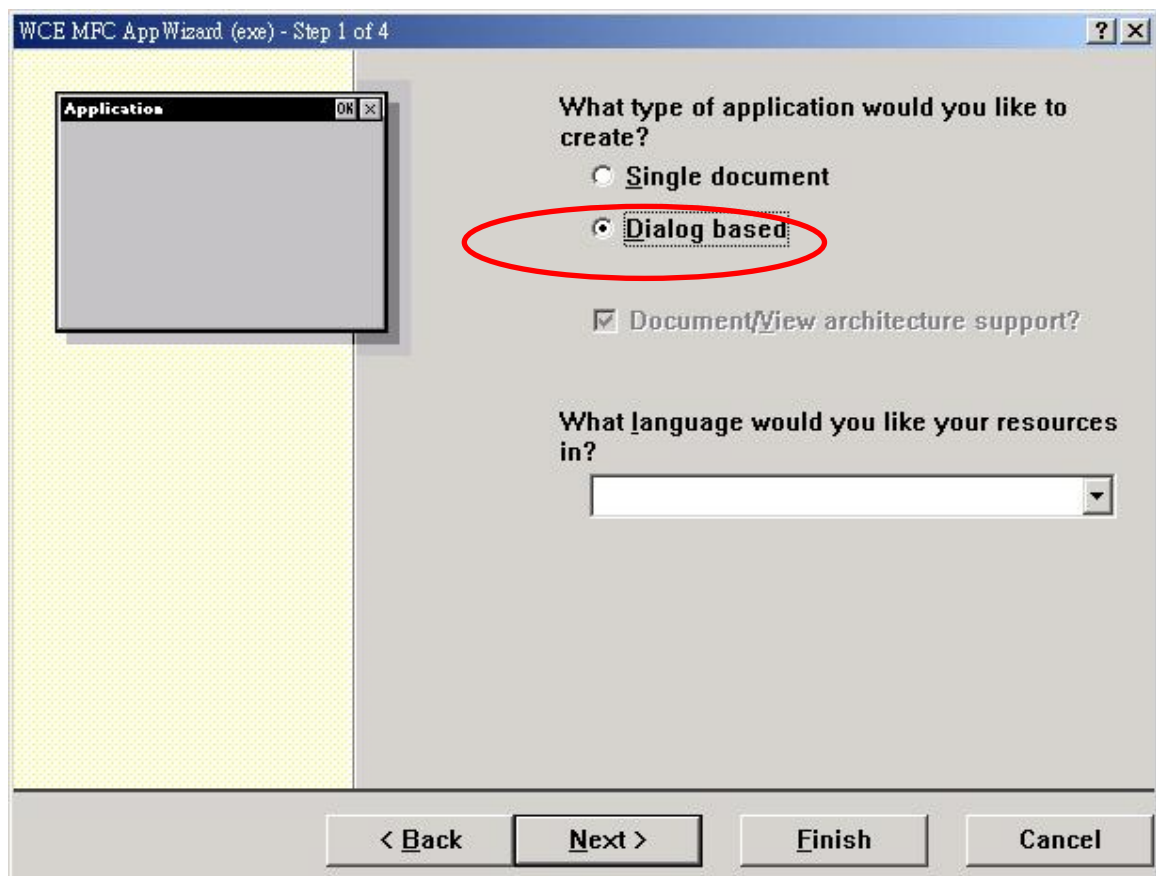 WCE MFC AppWizard (exe) - Step 1 of 4
Application OK
What type of application would you like to
create?
Single document
Dialog based
Document/View architecture support?
What language would you like your resources
in?
< Back Next > Finish Cancel